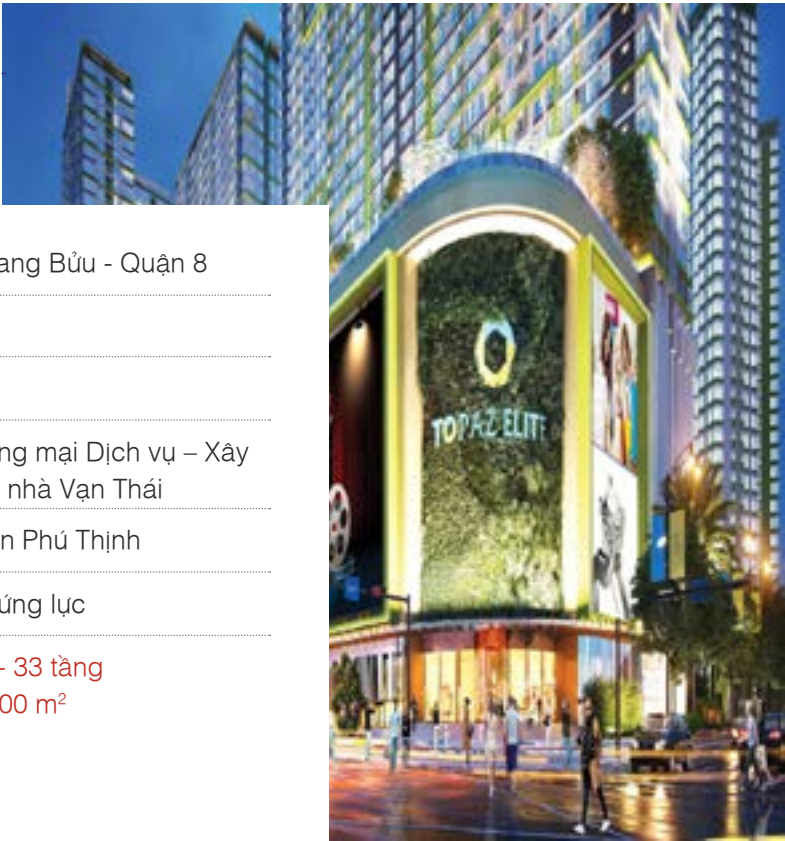 ang Bửu - Quận 8
ng mại Dịch vụ – Xây
nhà Vạn Thái
n Phú Thịnh
ứng lực
- 33 tầng
00 m²
TOPAZ ELITE